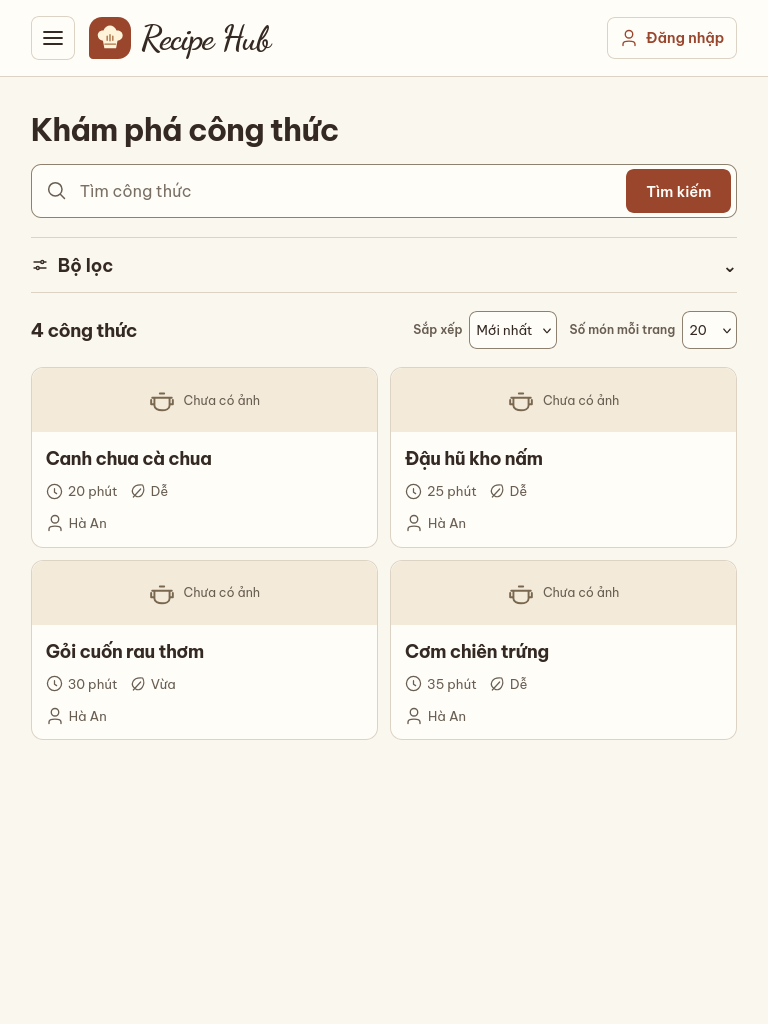 Recipe Hub
Đăng nhập
Khám phá công thức
Tìm công thức
Tìm kiếm
Bộ lọc
4 công thức
Sắp xếp
Mới nhất
Số món mỗi trang
20
Chưa có ảnh
Canh chua cà chua
20 phút
Dễ
Hà An
Chưa có ảnh
Đậu hũ kho nấm
25 phút
Dễ
Hà An
Chưa có ảnh
Gỏi cuốn rau thơm
30 phút
Vừa
Hà An
Chưa có ảnh
Cơm chiên trứng
35 phút
Dễ
Hà An